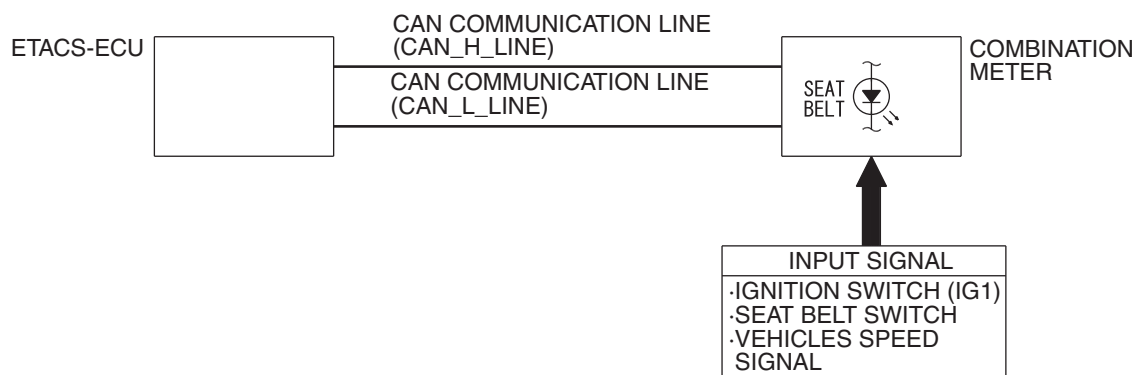 ETACS-ECU
CAN COMMUNICATION LINE
(CAN_H_LINE)
CAN COMMUNICATION LINE
(CAN_L_LINE)
SEAT
BELT
COMBINATION
METER
INPUT SIGNAL
·IGNITION SWITCH (IG1)
·SEAT BELT SWITCH
·VEHICLES SPEED
SIGNAL